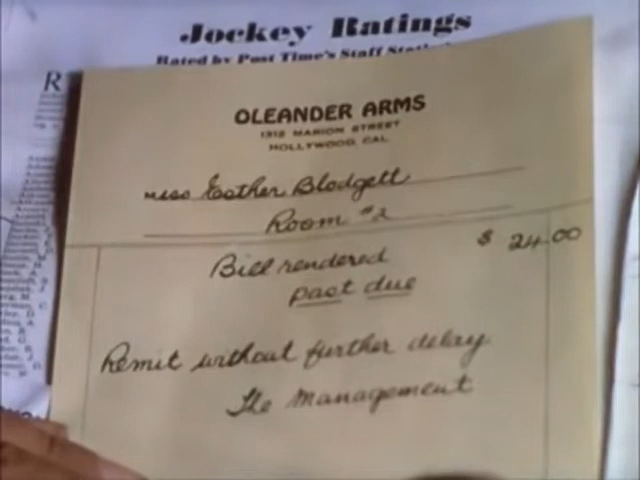 Jockey Ratings
Rated by Post Time's Staff
R
OLEANDER ARMS
1312 MARION STREET
HOLLYWOOD, CAL.
Miss Esther Blodgett
Room #2
Bill rendered $ 24.00
past due
Remit without further delay
The Management